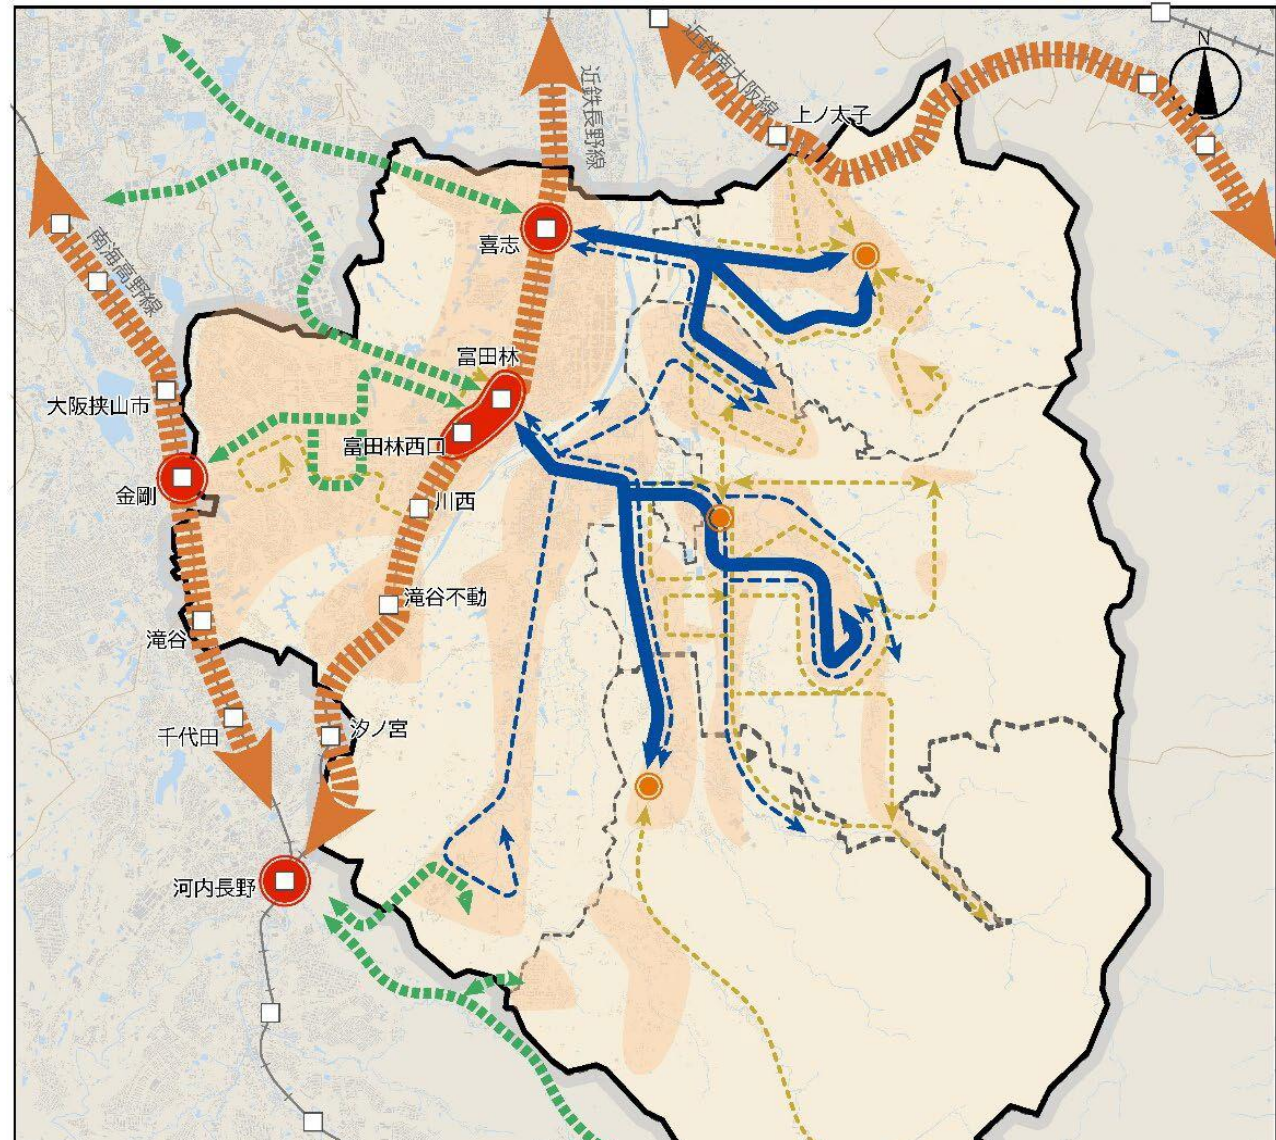 近鉄南大阪線
N
近鉄長野線
上ノ太子
南海高野線
喜志
富田林
大阪狭山市
富田林西口
金剛
川西
滝谷不動
滝谷
千代田
汐ノ宮
河内長野